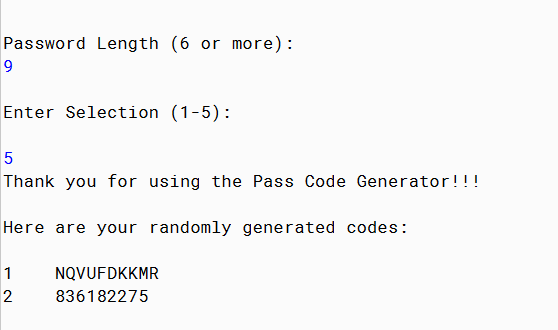 Password Length (6 or more):
9
Enter Selection (1-5):
5
Thank you for using the Pass Code Generator!!!
Here are your randomly generated codes:
1    NQVUFDKKMR
2    836182275